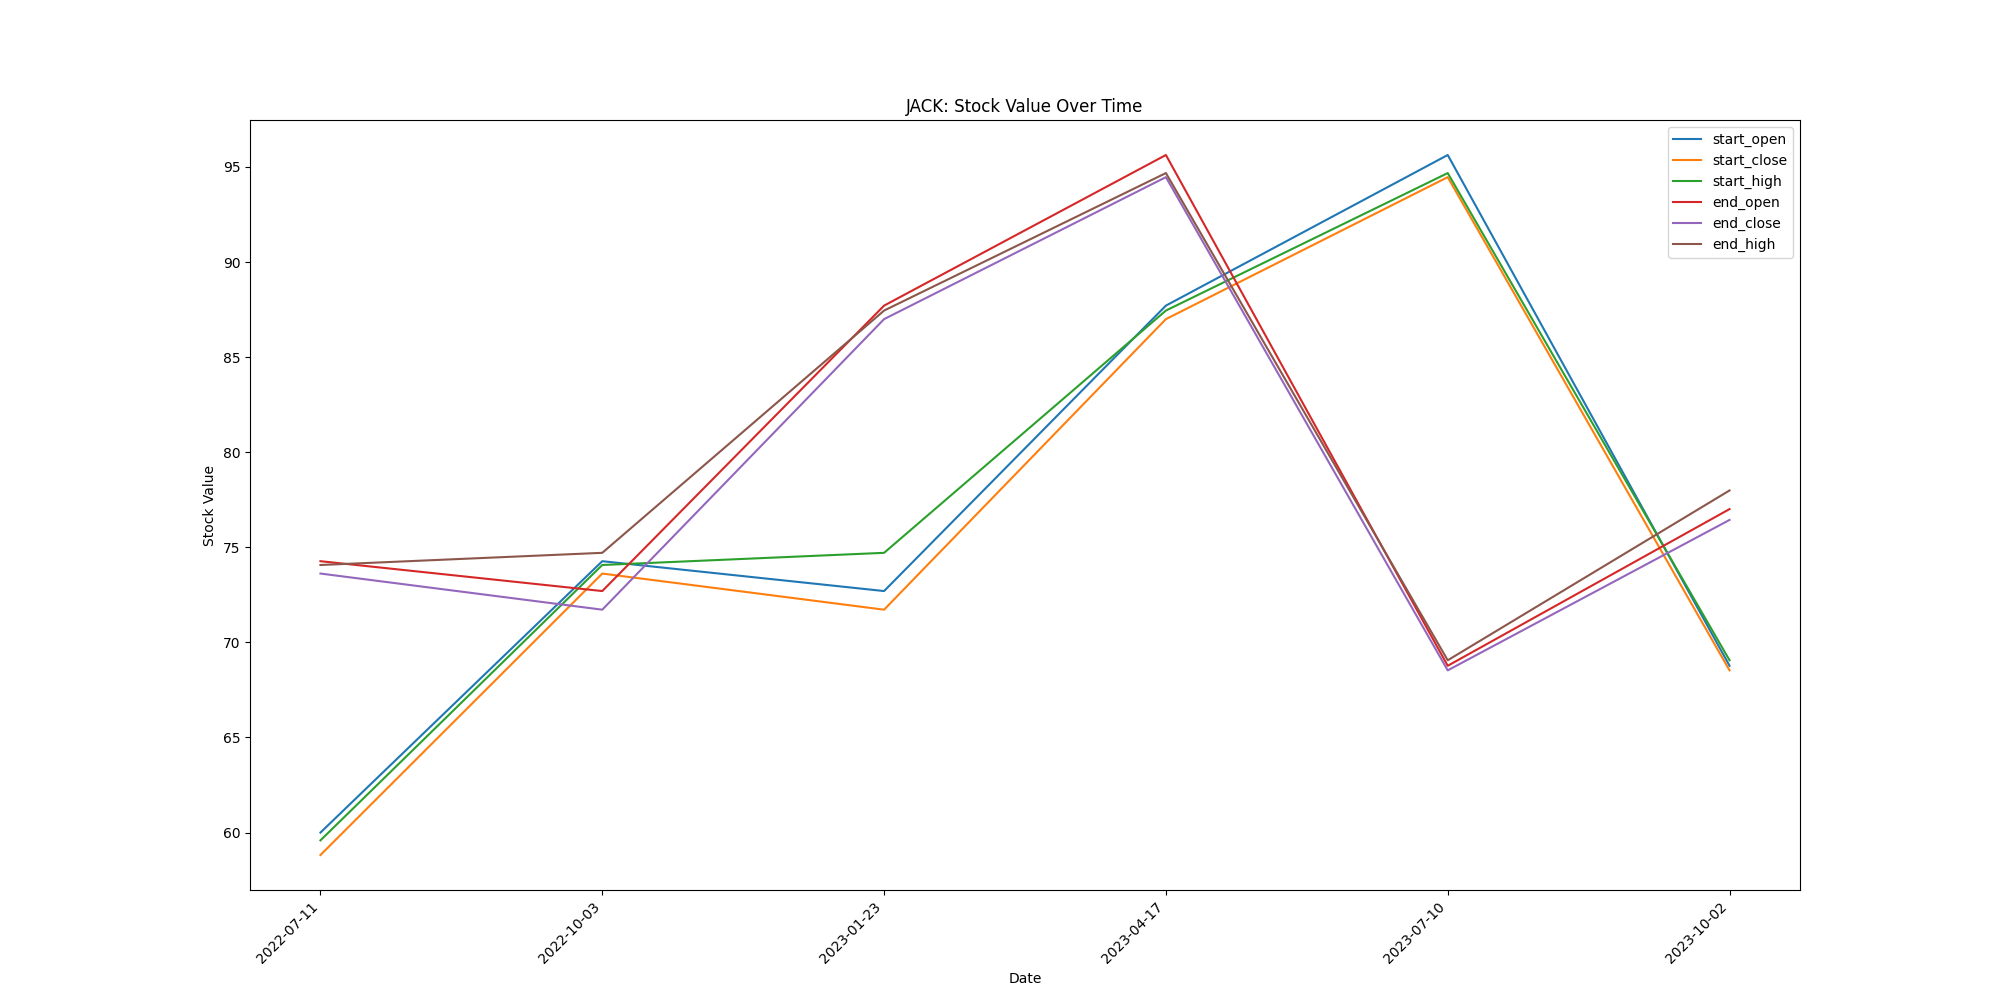 JACK: Stock Value Over Time
start_open
start_close
start_high
end_open
end_close
end_high
95
90
85
80
75
70
65
60
Stock Value
2022-07-11
2022-10-03
2023-01-23
2023-04-17
2023-07-10
2023-10-02
Date